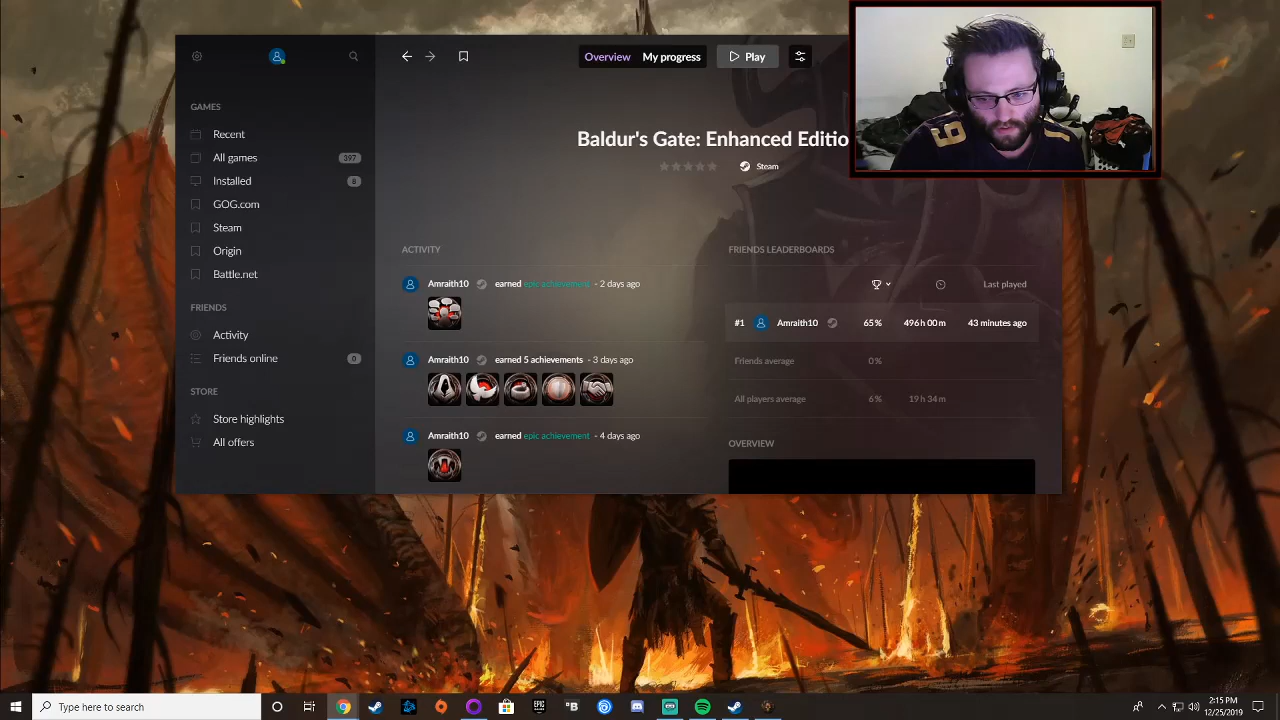 Overview My progress Play
GAMES
Recent
All games 397
Installed 8
GOG.com
Steam
Origin
Battle.net
FRIENDS
Activity
Friends online 0
STORE
Store highlights
All offers
Baldur's Gate: Enhanced Editio
Steam
ACTIVITY
Amraith10 earned epic achievement - 2 days ago
Amraith10 earned 5 achievements - 3 days ago
Amraith10 earned epic achievement - 4 days ago
FRIENDS LEADERBOARDS
Last played
#1 Amraith10 65% 496 h 00 m 43 minutes ago
Friends average 0%
All players average 6% 19 h 34 m
OVERVIEW
Type here to search
EPIC GAMES
B
2:15 PM
12/25/2019